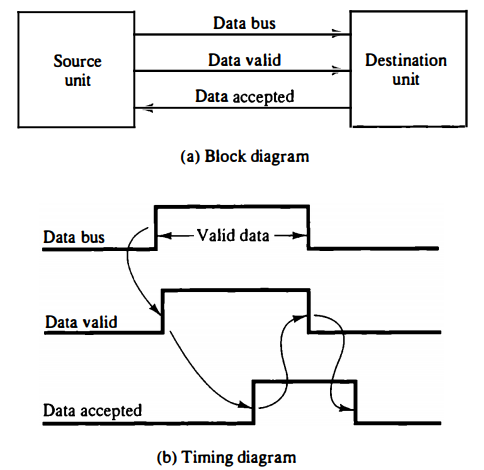 Data bus
Source
unit
Data valid
Destination
unit
Data accepted
(a) Block diagram
Data bus
Valid data
Data valid
Data accepted
(b) Timing diagram